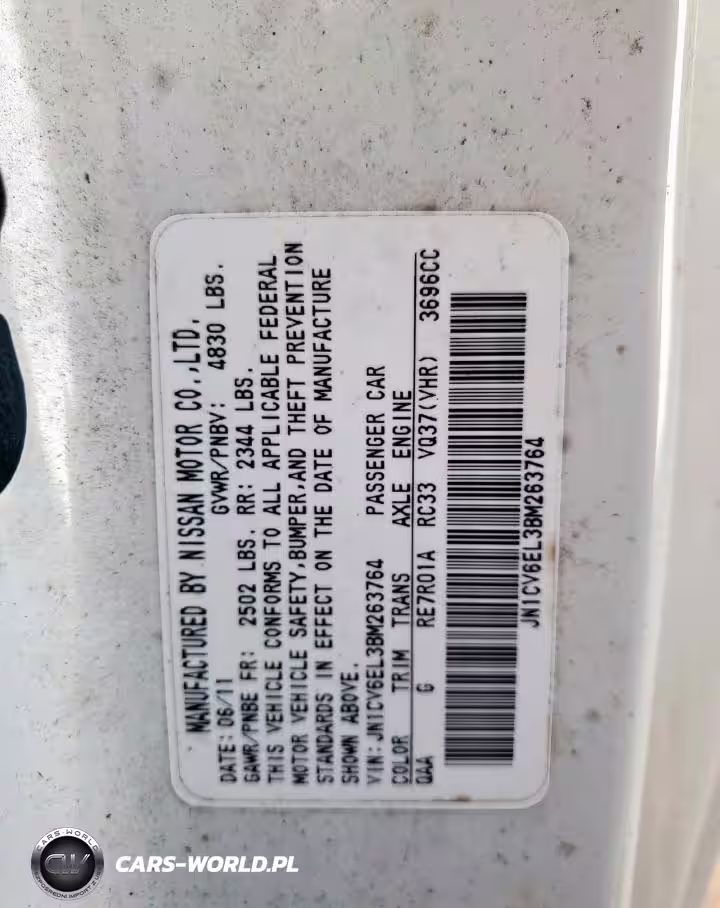 MANUFACTURED BY NISSAN MOTOR CO.,LTD.
DATE: 06/11 GVWR/PNBV: 4830 LBS.
GAWR/PNBE FR: 2502 LBS. RR: 2344 LBS.
THIS VEHICLE CONFORMS TO ALL APPLICABLE FEDERAL
MOTOR VEHICLE SAFETY,BUMPER,AND THEFT PREVENTION
STANDARDS IN EFFECT ON THE DATE OF MANUFACTURE
SHOWN ABOVE.
VIN: JN1CV6EL3BM263764 PASSENGER CAR
COLOR TRIM TRANS AXLE ENGINE
QAA G RE7R01A RC33 VQ37(VHR) 3696CC
JN1CV6EL3BM263764
CARS-WORLD
CW
CARS-WORLD.PL